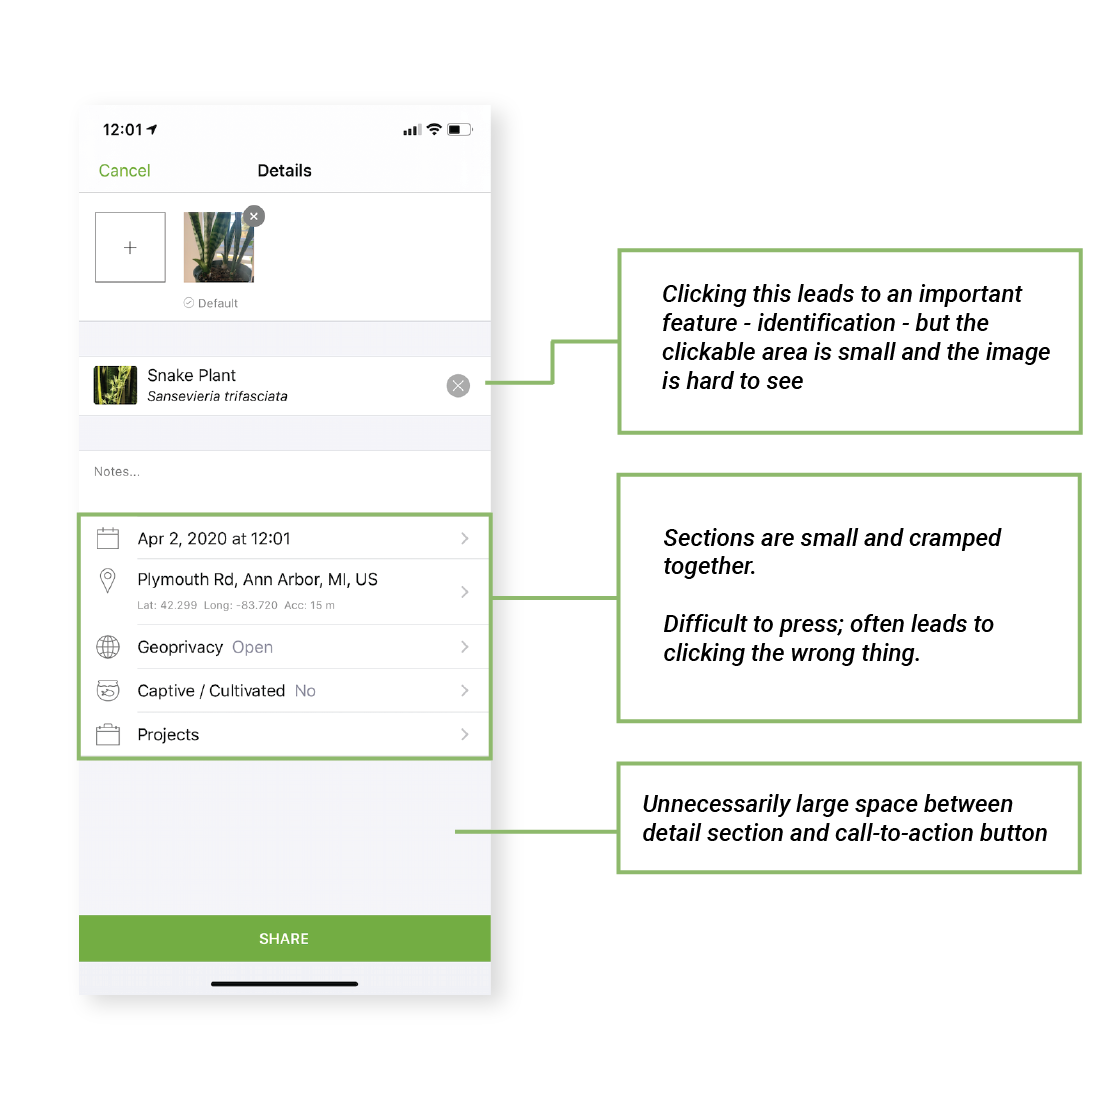 12:01
Cancel
Details
Default
Snake Plant
Sansevieria trifasciata
Notes...
Apr 2, 2020 at 12:01
Plymouth Rd, Ann Arbor, MI, US
Lat: 42.299 Long: -83.720 Acc: 15 m
Geoprivacy Open
Captive / Cultivated No
Projects
SHARE
Clicking this leads to an important
feature - identification - but the
clickable area is small and the image
is hard to see
Sections are small and cramped
together.
Difficult to press; often leads to
clicking the wrong thing.
Unnecessarily large space between
detail section and call-to-action button